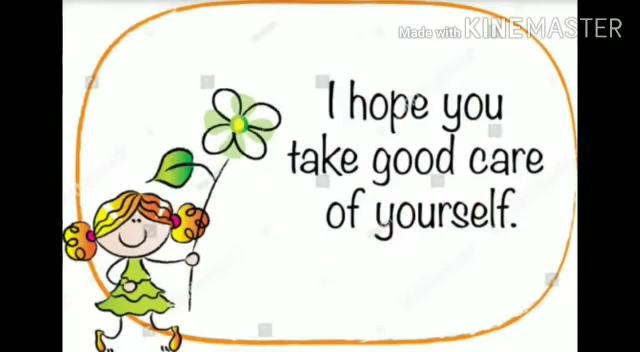 Made with KINEMASTER
I hope you
take good care
of yourself.